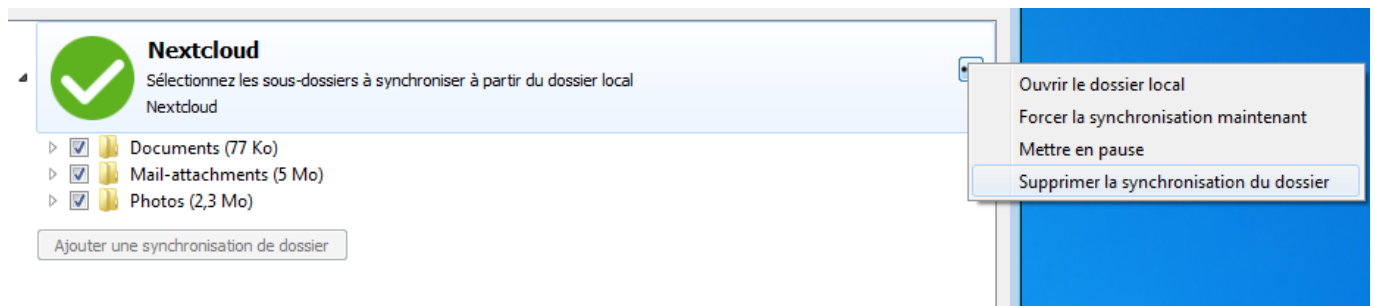 Nextcloud
Sélectionnez les sous-dossiers à synchroniser à partir du dossier local
Nextcloud
Documents (77 Ko)
Mail-attachments (5 Mo)
Photos (2,3 Mo)
Ajouter une synchronisation de dossier
Ouvrir le dossier local
Forcer la synchronisation maintenant
Mettre en pause
Supprimer la synchronisation du dossier